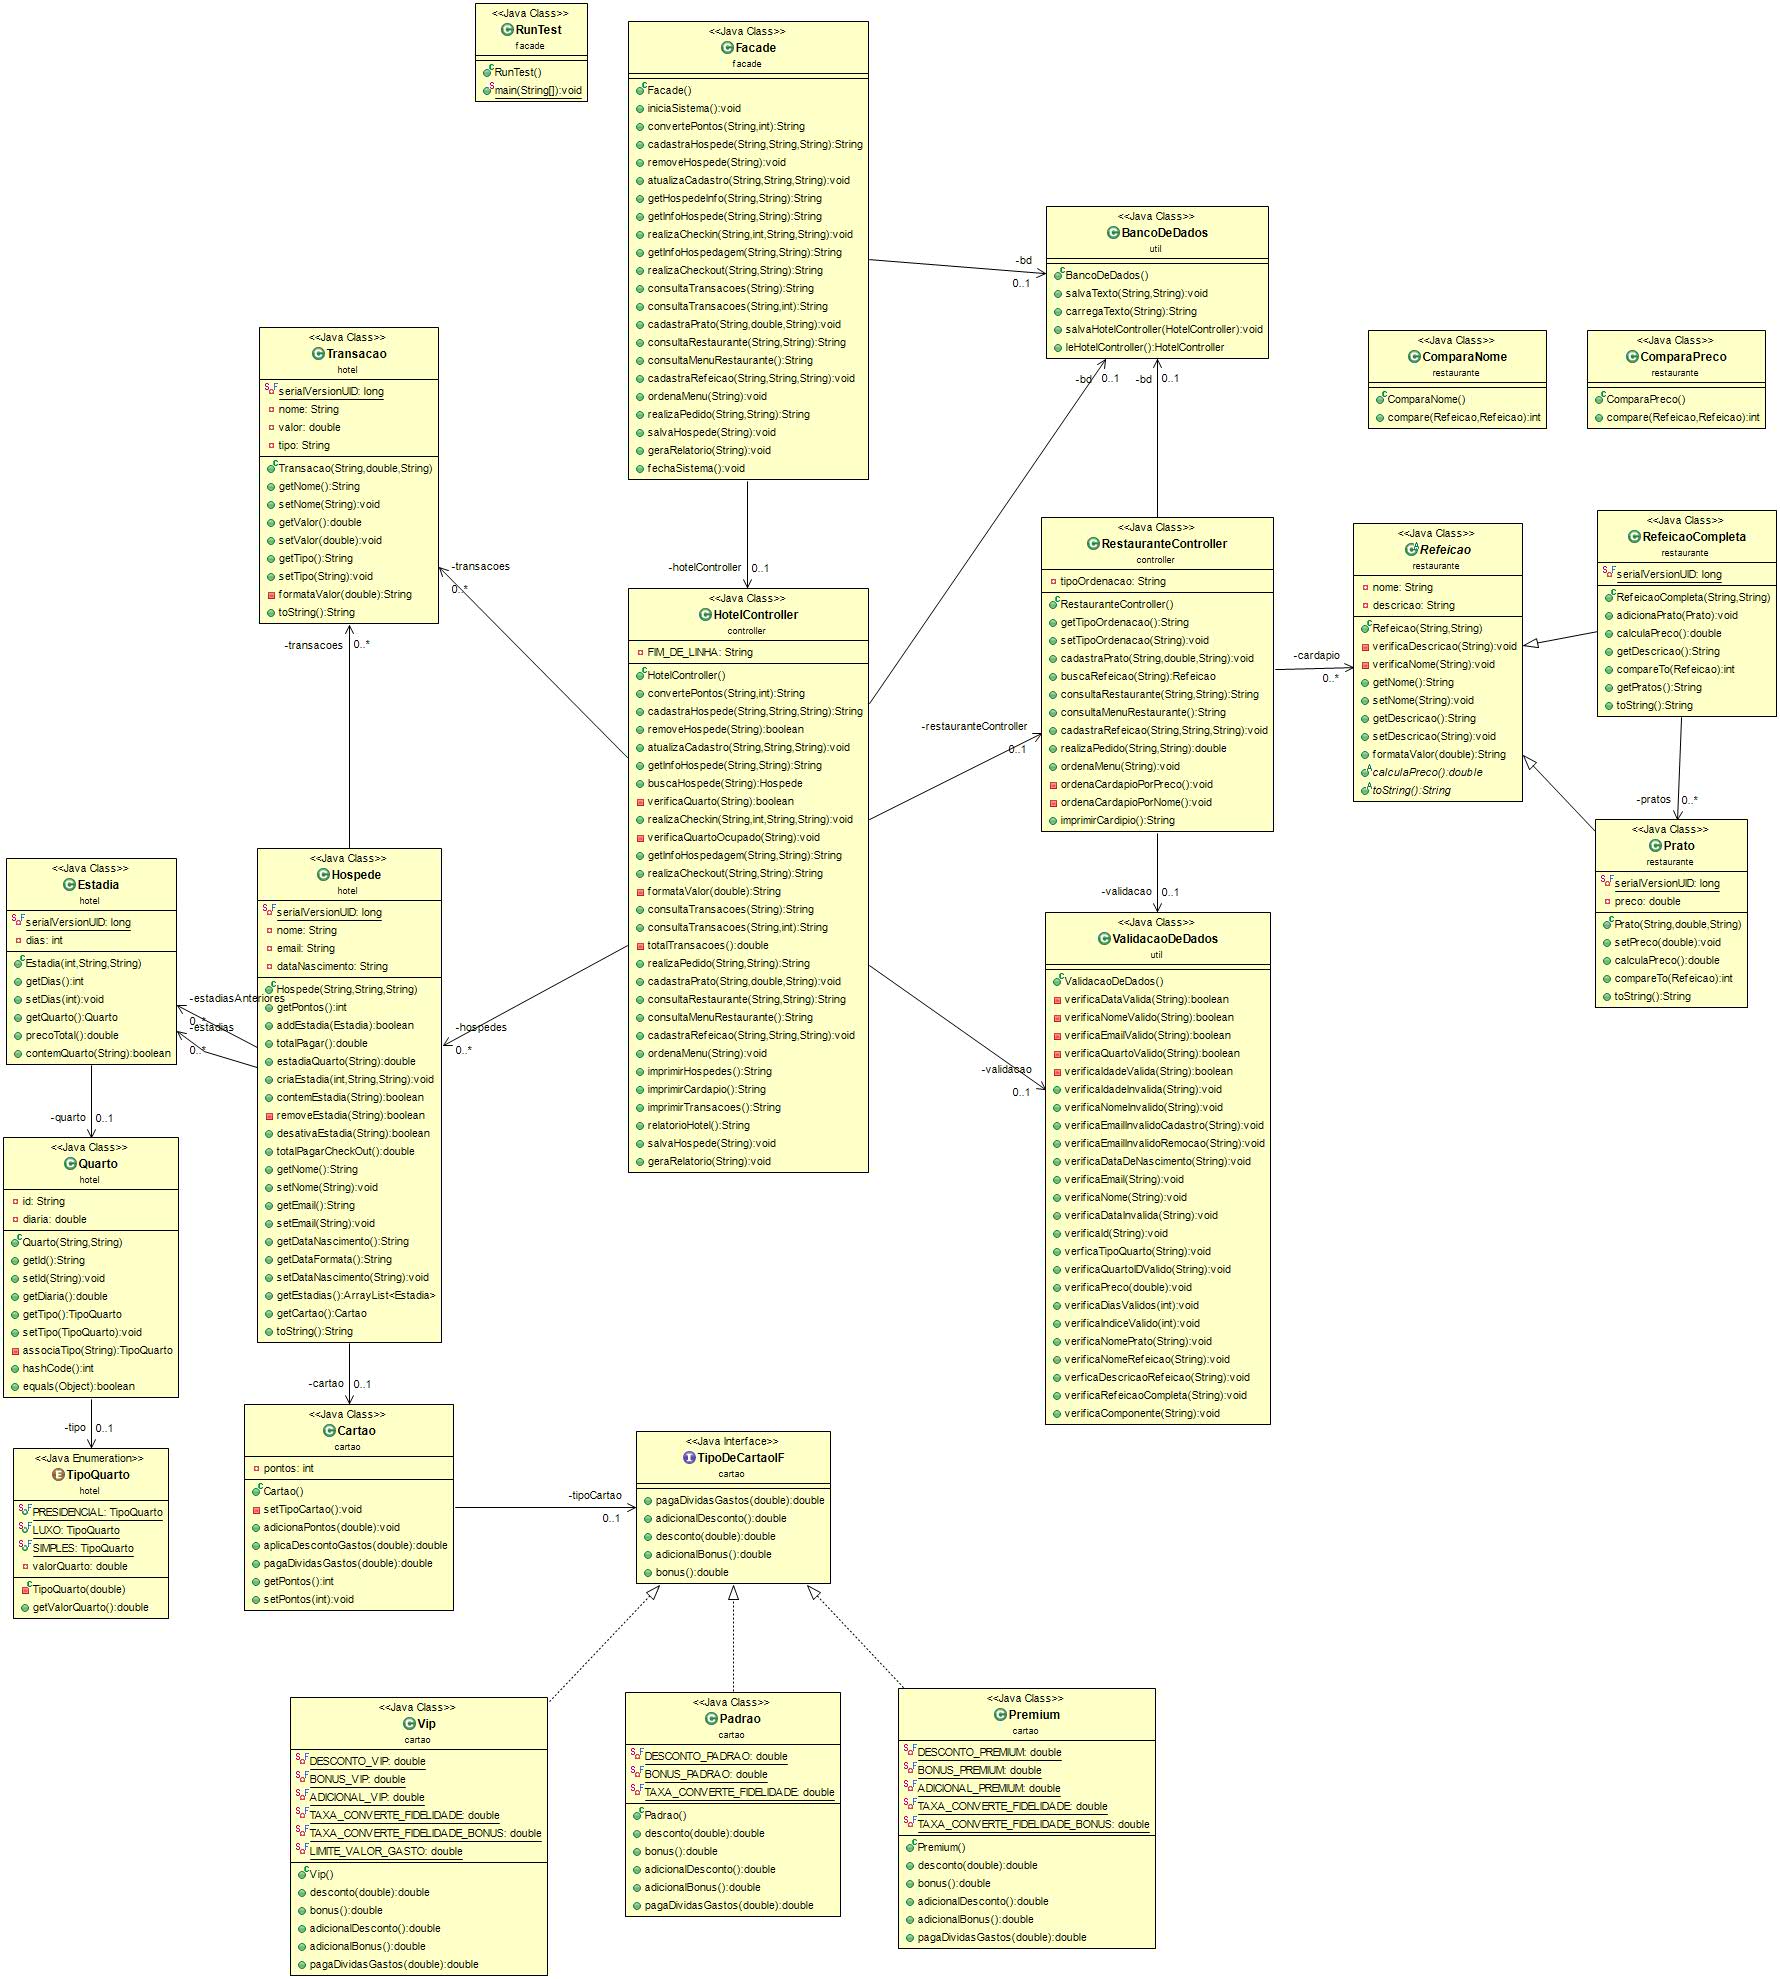 <<Java Class>>
RunTest
facade
RunTest()
main(String[]):void
<<Java Class>>
Facade
facade
Facade()
iniciaSistema():void
convertePontos(String,int):String
cadastraHospede(String,String,String):String
removeHospede(String):void
atualizaCadastro(String,String,String):void
getHospedeInfo(String,String):String
getInfoHospede(String,String):String
realizaCheckin(String,int,String,String):void
getInfoHospedagem(String,String):String
realizaCheckout(String,String):String
consultaTransacoes(String):String
consultaTransacoes(String,int):String
cadastraPrato(String,double,String):void
consultaRestaurante(String,String):String
consultaMenuRestaurante():String
cadastraRefeicao(String,String,String):void
ordenaMenu(String):void
realizaPedido(String,String):String
salvaHospede(String):void
geraRelatorio(String):void
fechaSistema():void
-bd
0..1
<<Java Class>>
BancoDeDados
util
BancoDeDados()
salvaTexto(String,String):void
carregaTexto(String):String
salvaHotelController(HotelController):void
leHotelController():HotelController
-bd 0..1
-bd 0..1
<<Java Class>>
ComparaNome
restaurante
ComparaNome()
compare(Refeicao,Refeicao):int
<<Java Class>>
ComparaPreco
restaurante
ComparaPreco()
compare(Refeicao,Refeicao):int
<<Java Class>>
Transacao
hotel
serialVersionUID: long
nome: String
valor: double
tipo: String
Transacao(String,double,String)
getNome():String
setNome(String):void
getValor():double
setValor(double):void
getTipo():String
setTipo(String):void
formataValor(double):String
toString():String
-transacoes
0..*
-transacoes 0..*
-hotelController 0..1
<<Java Class>>
HotelController
controller
FIM_DE_LINHA: String
HotelController()
convertePontos(String,int):String
cadastraHospede(String,String,String):String
removeHospede(String):boolean
atualizaCadastro(String,String,String):void
getInfoHospede(String,String):String
buscaHospede(String):Hospede
verificaQuarto(String):boolean
realizaCheckin(String,int,String,String):void
verificaQuartoOcupado(String):void
getInfoHospedagem(String,String):String
realizaCheckout(String,String):String
formataValor(double):String
consultaTransacoes(String):String
consultaTransacoes(String,int):String
totalTransacoes():double
realizaPedido(String,String):String
cadastraPrato(String,double,String):void
consultaRestaurante(String,String):String
consultaMenuRestaurante():String
cadastraRefeicao(String,String,String):void
ordenaMenu(String):void
imprimirHospedes():String
imprimirCardapio():String
imprimirTransacoes():String
relatorioHotel():String
salvaHospede(String):void
geraRelatorio(String):void
-restauranteController
0..1
<<Java Class>>
RestauranteController
controller
tipoOrdenacao: String
RestauranteController()
getTipoOrdenacao():String
setTipoOrdenacao(String):void
cadastraPrato(String,double,String):void
buscaRefeicao(String):Refeicao
consultaRestaurante(String,String):String
consultaMenuRestaurante():String
cadastraRefeicao(String,String,String):void
realizaPedido(String,String):double
ordenaMenu(String):void
ordenaCardapioPorPreco():void
ordenaCardapioPorNome():void
imprimirCardipio():String
-cardapio
0..*
<<Java Class>>
Refeicao
restaurante
nome: String
descricao: String
Refeicao(String,String)
verificaDescricao(String):void
verificaNome(String):void
getNome():String
setNome(String):void
getDescricao():String
setDescricao(String):void
formataValor(double):String
calculaPreco():double
toString():String
<<Java Class>>
RefeicaoCompleta
restaurante
serialVersionUID: long
RefeicaoCompleta(String,String)
adicionaPrato(Prato):void
calculaPreco():double
getDescricao():String
compareTo(Refeicao):int
getPratos():String
toString():String
-pratos 0..*
<<Java Class>>
Prato
restaurante
serialVersionUID: long
preco: double
Prato(String,double,String)
setPreco(double):void
calculaPreco():double
compareTo(Refeicao):int
toString():String
-validacao 0..1
-validacao
0..1
<<Java Class>>
ValidacaoDeDados
util
ValidacaoDeDados()
verificaDataValida(String):boolean
verificaNomeValido(String):boolean
verificaEmailValido(String):boolean
verificaQuartoValido(String):boolean
verificaIdadeValida(String):boolean
verificaIdadeInvalida(String):void
verificaNomeInvalido(String):void
verificaEmailInvalidoCadastro(String):void
verificaEmailInvalidoRemocao(String):void
verificaDataDeNascimento(String):void
verificaEmail(String):void
verificaNome(String):void
verificaDataInvalida(String):void
verificaId(String):void
verficaTipoQuarto(String):void
verificaQuartoIDValido(String):void
verificaPreco(double):void
verificaDiasValidos(int):void
verificaIndiceValido(int):void
verificaNomePrato(String):void
verificaNomeRefeicao(String):void
verficaDescricaoRefeicao(String):void
verificaRefeicaoCompleta(String):void
verificaComponente(String):void
<<Java Class>>
Estadia
hotel
serialVersionUID: long
dias: int
Estadia(int,String,String)
getDias():int
setDias(int):void
getQuarto():Quarto
precoTotal():double
contemQuarto(String):boolean
-estadiasAnteriores
0..*
-estadias
0..*
<<Java Class>>
Hospede
hotel
serialVersionUID: long
nome: String
email: String
dataNascimento: String
Hospede(String,String,String)
getPontos():int
addEstadia(Estadia):boolean
totalPagar():double
estadiaQuarto(String):double
criaEstadia(int,String,String):void
contemEstadia(String):boolean
removeEstadia(String):boolean
desativaEstadia(String):boolean
totalPagarCheckOut():double
getNome():String
setNome(String):void
getEmail():String
setEmail(String):void
getDataNascimento():String
getDataFormata():String
setDataNascimento(String):void
getEstadias():ArrayList<Estadia>
getCartao():Cartao
toString():String
-hospedes
0..*
-quarto 0..1
<<Java Class>>
Quarto
hotel
id: String
diaria: double
Quarto(String,String)
getId():String
setId(String):void
getDiaria():double
getTipo():TipoQuarto
setTipo(TipoQuarto):void
associaTipo(String):TipoQuarto
hashCode():int
equals(Object):boolean
-tipo 0..1
<<Java Enumeration>>
TipoQuarto
hotel
PRESIDENCIAL: TipoQuarto
LUXO: TipoQuarto
SIMPLES: TipoQuarto
valorQuarto: double
TipoQuarto(double)
getValorQuarto():double
-cartao 0..1
<<Java Class>>
Cartao
cartao
pontos: int
Cartao()
setTipoCartao():void
adicionaPontos(double):void
aplicaDescontoGastos(double):double
pagaDividasGastos(double):double
getPontos():int
setPontos(int):void
-tipoCartao
0..1
<<Java Interface>>
TipoDeCartaoIF
cartao
pagaDividasGastos(double):double
adicionalDesconto():double
desconto(double):double
adicionalBonus():double
bonus():double
<<Java Class>>
Vip
cartao
DESCONTO_VIP: double
BONUS_VIP: double
ADICIONAL_VIP: double
TAXA_CONVERTE_FIDELIDADE: double
TAXA_CONVERTE_FIDELIDADE_BONUS: double
LIMITE_VALOR_GASTO: double
Vip()
desconto(double):double
bonus():double
adicionalDesconto():double
adicionalBonus():double
pagaDividasGastos(double):double
<<Java Class>>
Padrao
cartao
DESCONTO_PADRAO: double
BONUS_PADRAO: double
TAXA_CONVERTE_FIDELIDADE: double
Padrao()
desconto(double):double
bonus():double
adicionalDesconto():double
adicionalBonus():double
pagaDividasGastos(double):double
<<Java Class>>
Premium
cartao
DESCONTO_PREMIUM: double
BONUS_PREMIUM: double
ADICIONAL_PREMIUM: double
TAXA_CONVERTE_FIDELIDADE: double
TAXA_CONVERTE_FIDELIDADE_BONUS: double
Premium()
desconto(double):double
bonus():double
adicionalDesconto():double
adicionalBonus():double
pagaDividasGastos(double):double